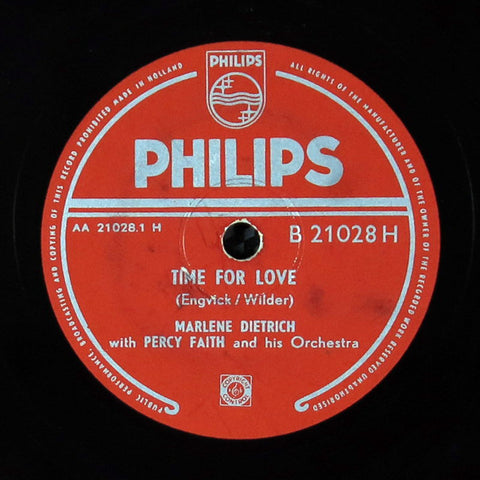 PHILIPS
PHILIPS
AA 21028.1 H
B 21028 H
TIME FOR LOVE
(Engvick / Wilder)
MARLENE DIETRICH
with PERCY FAITH and his Orchestra
COPYRIGHT CONTROL
PUBLIC PERFORMANCE, BROADCASTING AND COPYING OF THIS RECORD PROHIBITED MADE IN HOLLAND
ALL RIGHTS OF THE MANUFACTURER AND OF THE OWNER OF THE RECORDED WORK RESERVED UNAUTHORISED